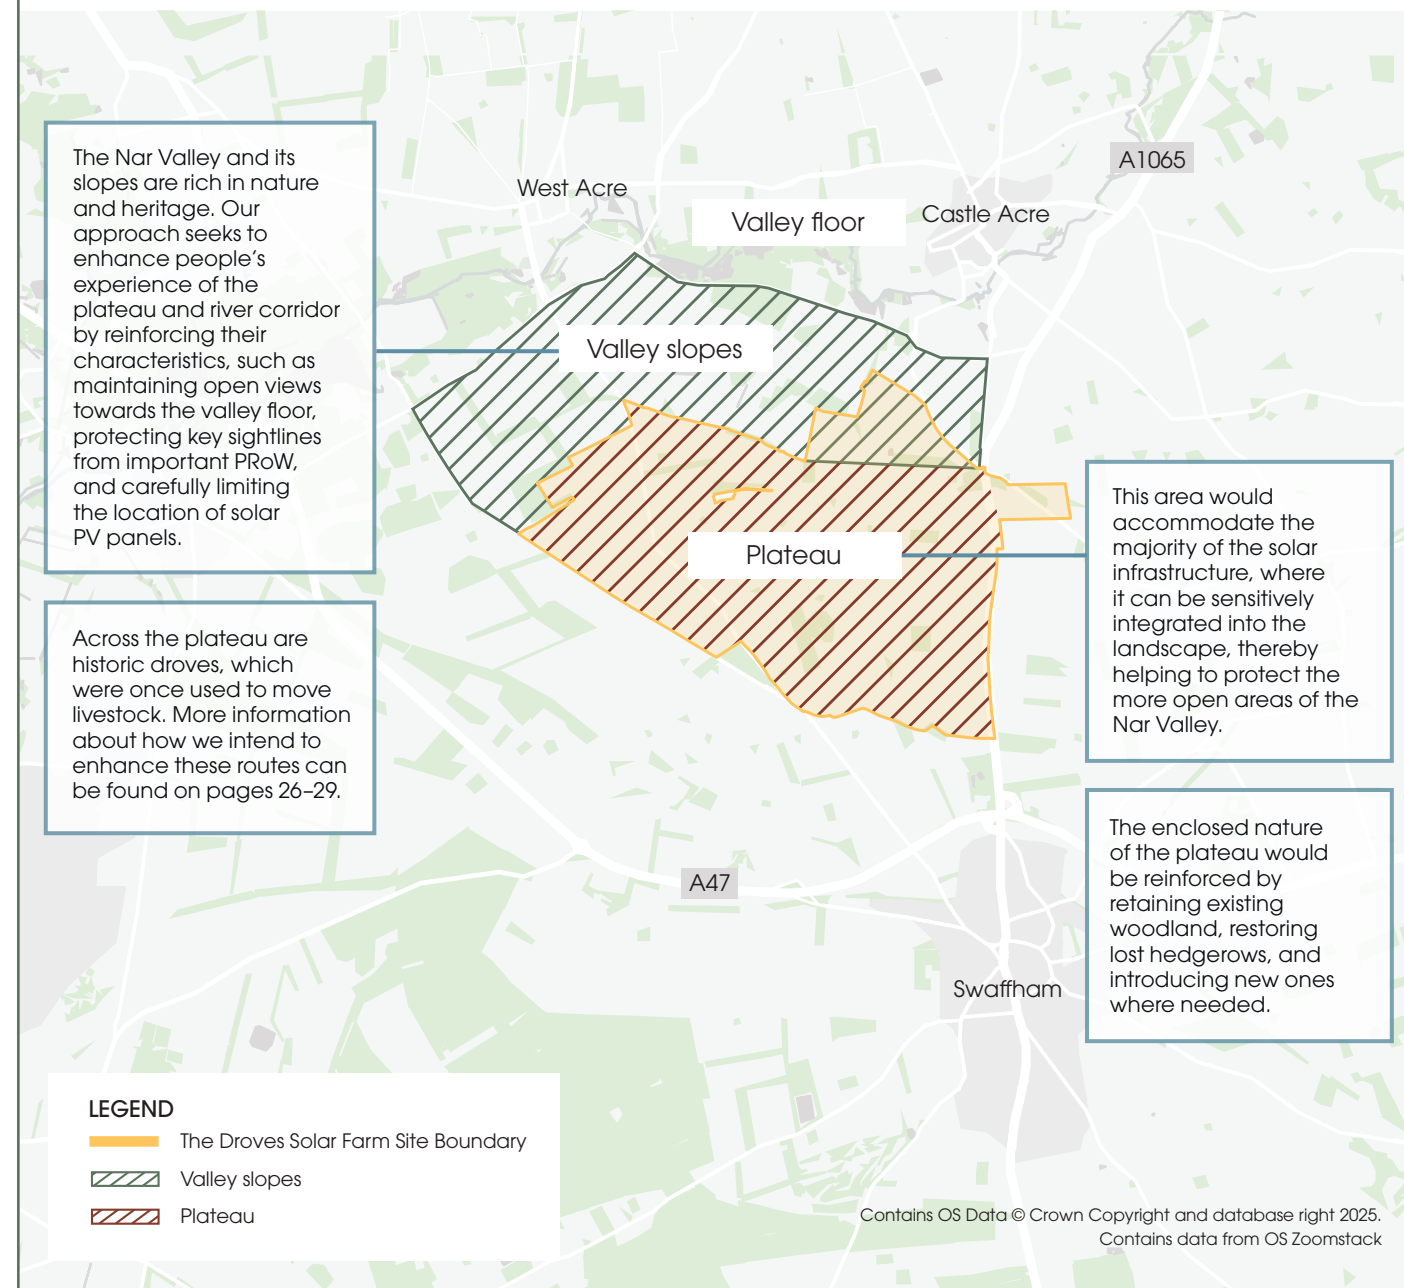 A1065
West Acre
Valley floor
Castle Acre
The Nar Valley and its
slopes are rich in nature
and heritage. Our
approach seeks to
enhance people's
experience of the
plateau and river corridor
by reinforcing their
characteristics, such as
maintaining open views
towards the valley floor,
protecting key sightlines
from important PRoW,
and carefully limiting
the location of solar
PV panels.
Valley slopes
Plateau
This area would
accommodate the
majority of the solar
infrastructure, where
it can be sensitively
integrated into the
landscape, thereby
helping to protect the
more open areas of the
Nar Valley.
Across the plateau are
historic droves, which
were once used to move
livestock. More information
about how we intend to
enhance these routes can
be found on pages 26–29.
The enclosed nature
of the plateau would
be reinforced by
retaining existing
woodland, restoring
lost hedgerows, and
introducing new ones
where needed.
A47
Swaffham
LEGEND
The Droves Solar Farm Site Boundary
Valley slopes
Plateau
Contains OS Data © Crown Copyright and database right 2025.
Contains data from OS Zoomstack